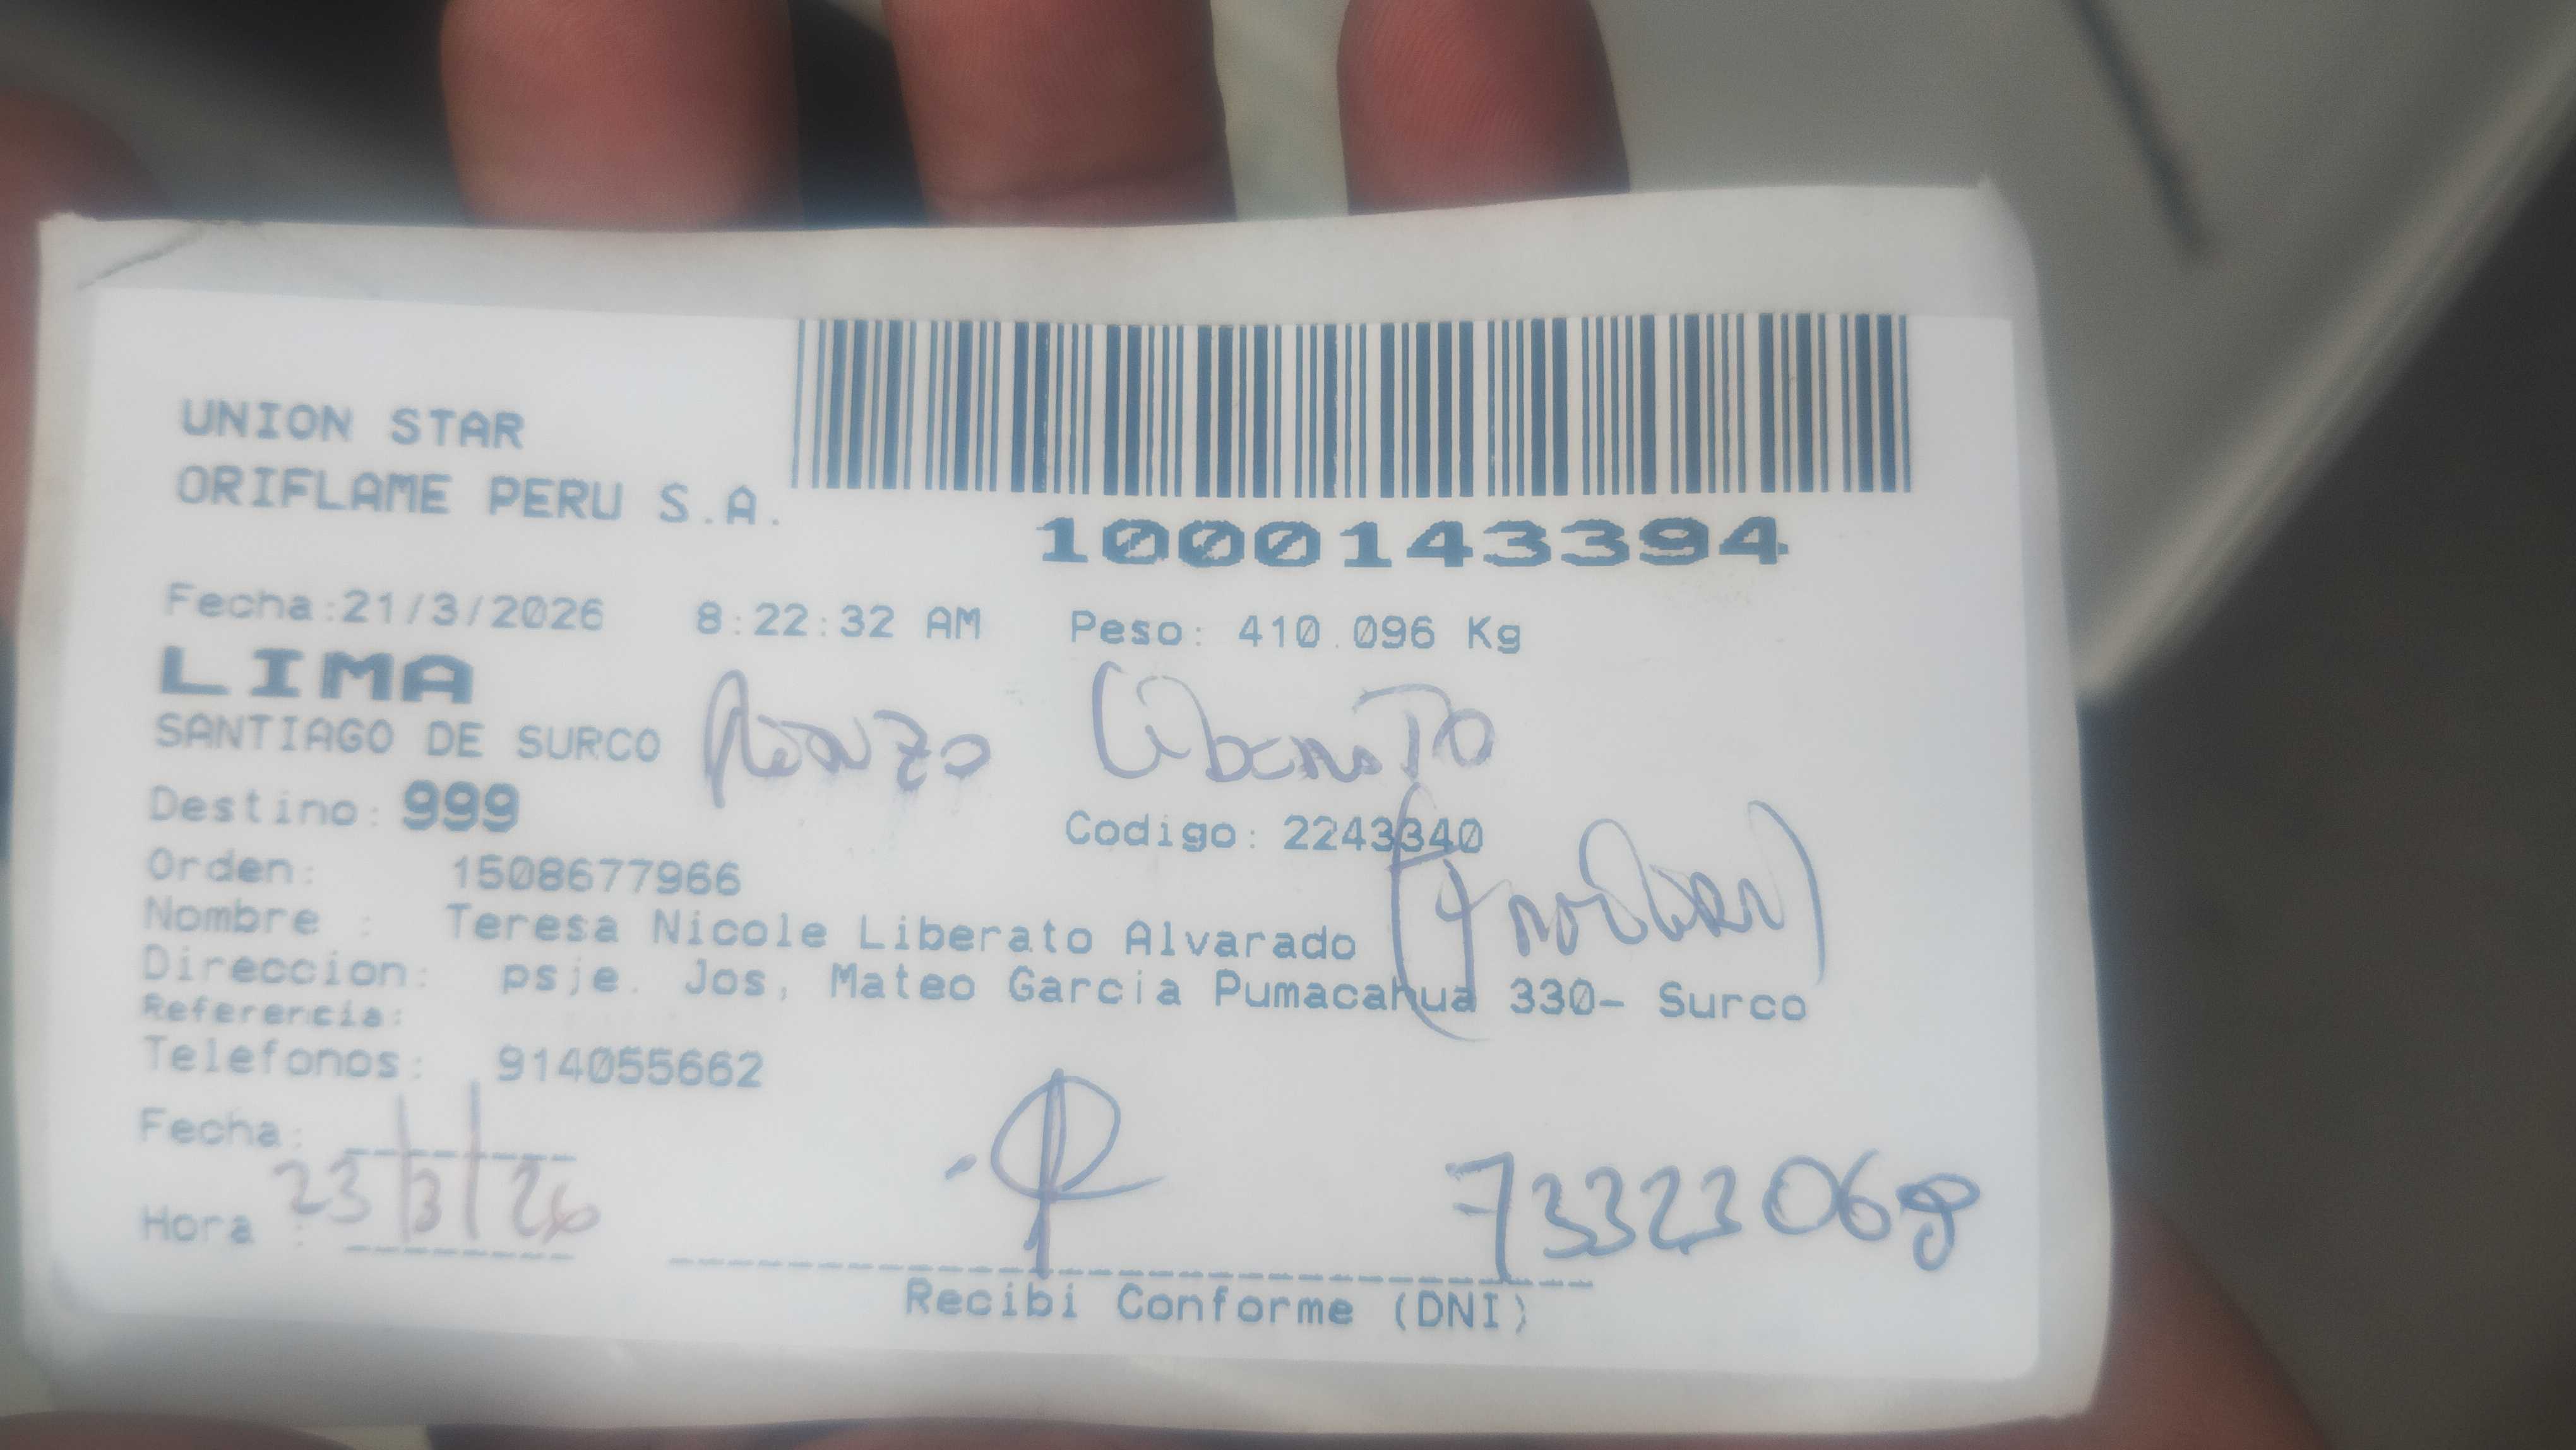 UNION STAR
ORIFLAME PERU S.A.
1000143394
Fecha:21/3/2026 8:22:32 AM Peso: 410.096 Kg
LIMA
SANTIAGO DE SURCO Liberato
Destino: 999
Codigo: 2243340
Orden: 1508677966
Nombre : Teresa Nicole Liberato Alvarado
Direccion: psje. Jos, Mateo Garcia Pumacahua 330- Surco
Referencia:
Telefonos: 914055662
Fecha:
23/3/26
Hora :
73323068
Recibi Conforme (DNI)